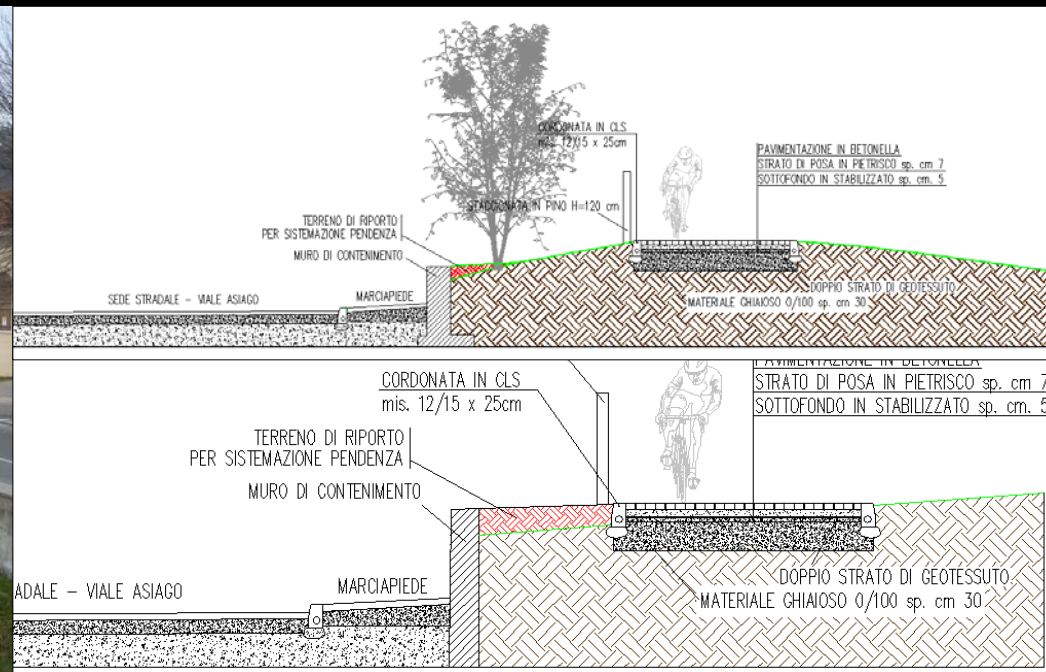 CORDONATA IN CLS
mis. 12/15 x 25cm
PAVIMENTAZIONE IN BETONELLA
STRATO DI POSA IN PIETRISCO sp. cm 7
SOTTOFONDO IN STABILIZZATO sp. cm. 5
STACCIONATA IN PINO H=120 cm
TERRENO DI RIPORTO
PER SISTEMAZIONE PENDENZA
MURO DI CONTENIMENTO
SEDE STRADALE - VIALE ASIAGO
MARCIAPIEDE
DOPPIO STRATO DI GEOTESSUTO
MATERIALE GHIAIOSO 0/100 sp. cm 30
PAVIMENTAZIONE IN BETONELLA
STRATO DI POSA IN PIETRISCO sp. cm 7
SOTTOFONDO IN STABILIZZATO sp. cm. 5
CORDONATA IN CLS
mis. 12/15 x 25cm
TERRENO DI RIPORTO
PER SISTEMAZIONE PENDENZA
MURO DI CONTENIMENTO
ADALE - VIALE ASIAGO
MARCIAPIEDE
DOPPIO STRATO DI GEOTESSUTO
MATERIALE GHIAIOSO 0/100 sp. cm 30